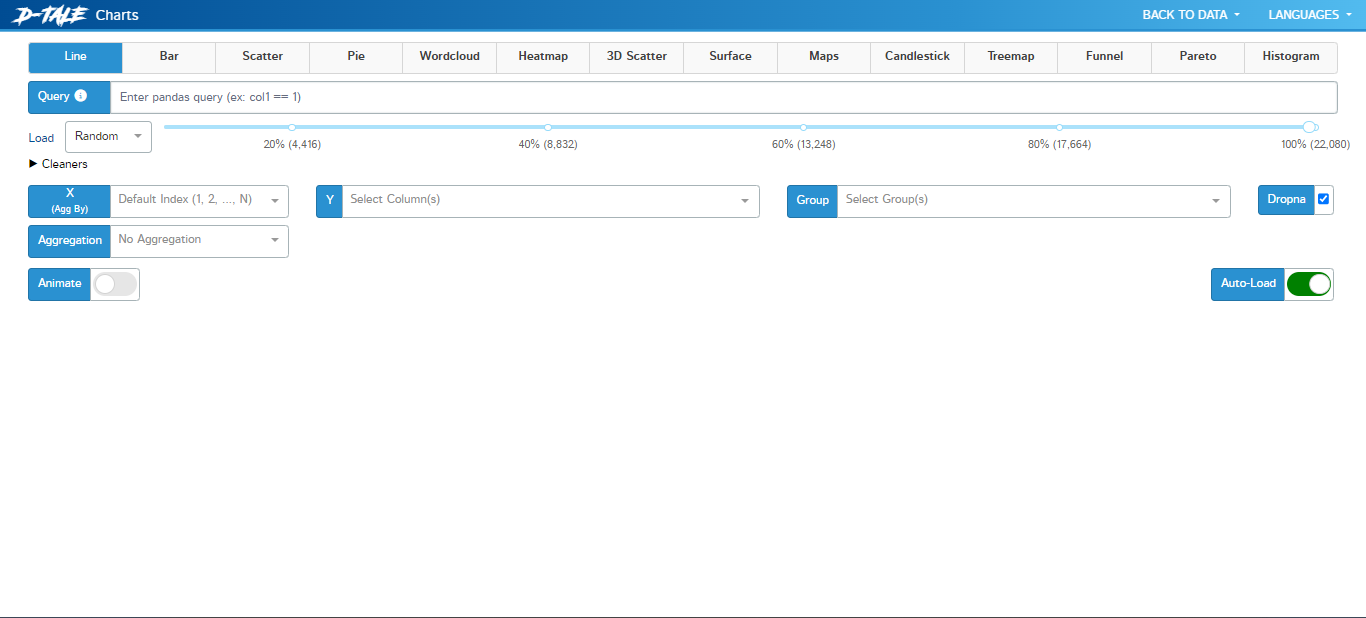 D-TALE Charts BACK TO DATA LANGUAGES
Line Bar Scatter Pie Wordcloud Heatmap 3D Scatter Surface Maps Candlestick Treemap Funnel Pareto Histogram
Query Enter pandas query (ex: col1 == 1)
Load Random
20% (4,416) 40% (8,832) 60% (13,248) 80% (17,664) 100% (22,080)
Cleaners
X (Agg By) Default Index (1, 2, ..., N) Y Select Column(s) Group Select Group(s) Dropna
Aggregation No Aggregation
Animate Auto-Load